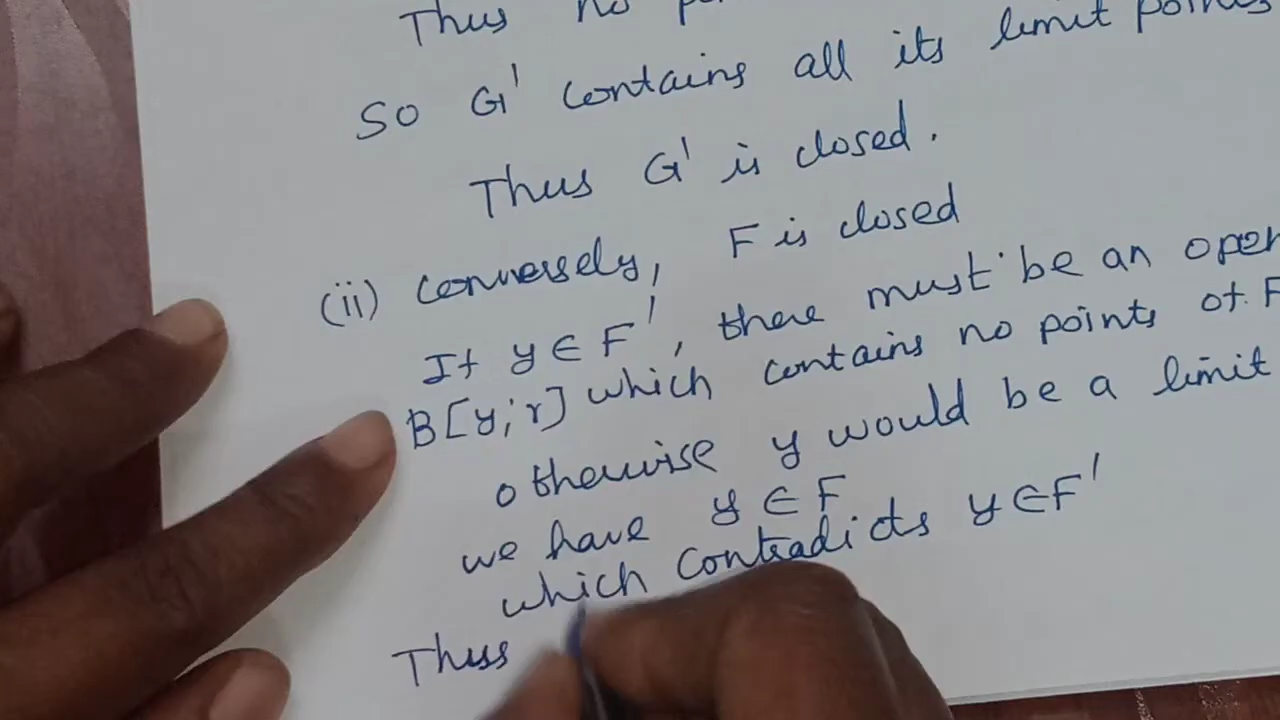 Thus no
So G' contains all its limit points
Thus G' is closed.
(ii) conversely, F is closed
If y ∈ F', there must be an open
B[y;r] which contains no points of F
otherwise y would be a limit
we have y ∈ F
which contradicts y ∈ F'
Thus